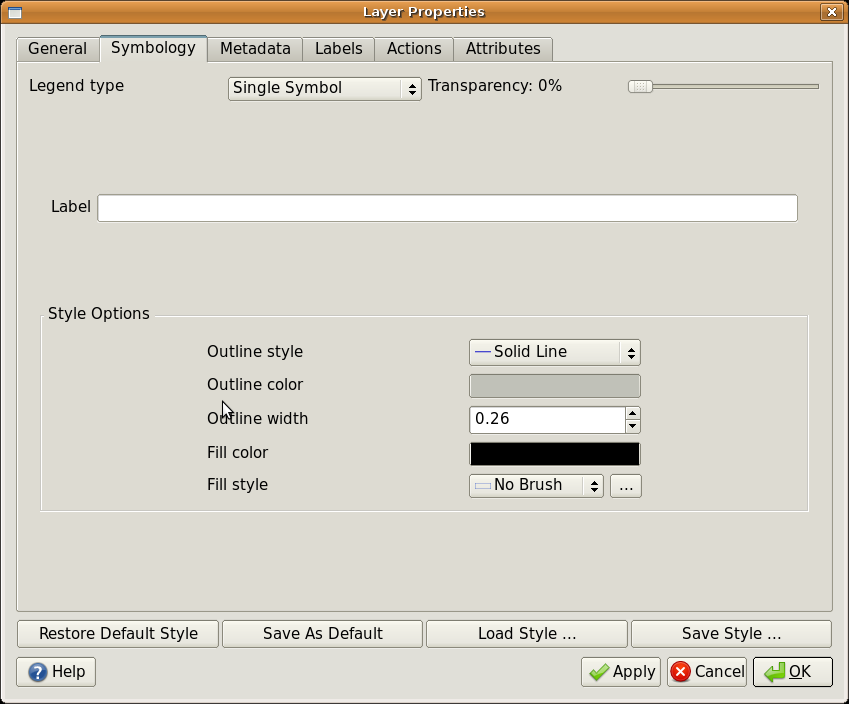 Layer Properties
General Symbology Metadata Labels Actions Attributes
Legend type Single Symbol Transparency: 0%
Label
Style Options
Outline style Solid Line
Outline color
Outline width 0.26
Fill color
Fill style No Brush ...
Restore Default Style Save As Default Load Style ... Save Style ...
Help Apply Cancel OK